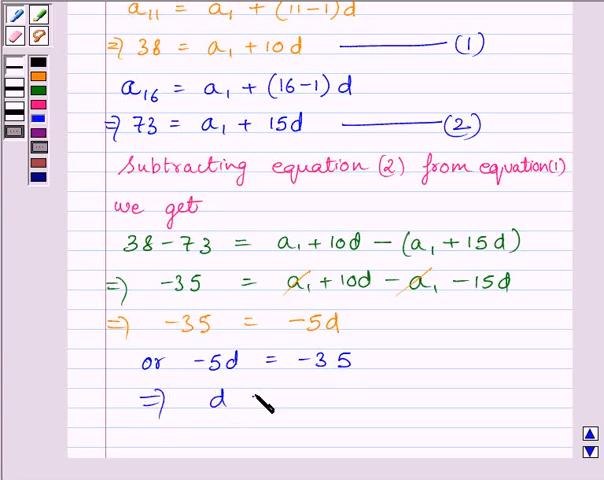 a₁₁ = a₁ + (11-1)d
⇒ 38 = a₁ + 10d ——— (1)
a₁₆ = a₁ + (16-1)d
⇒ 73 = a₁ + 15d ——— (2)
Subtracting equation (2) from equation(1)
we get
38-73 = a₁+10d - (a₁+15d)
⇒ -35 = a₁+10d - a₁ -15d
⇒ -35 = -5d
or -5d = -35
⇒ d